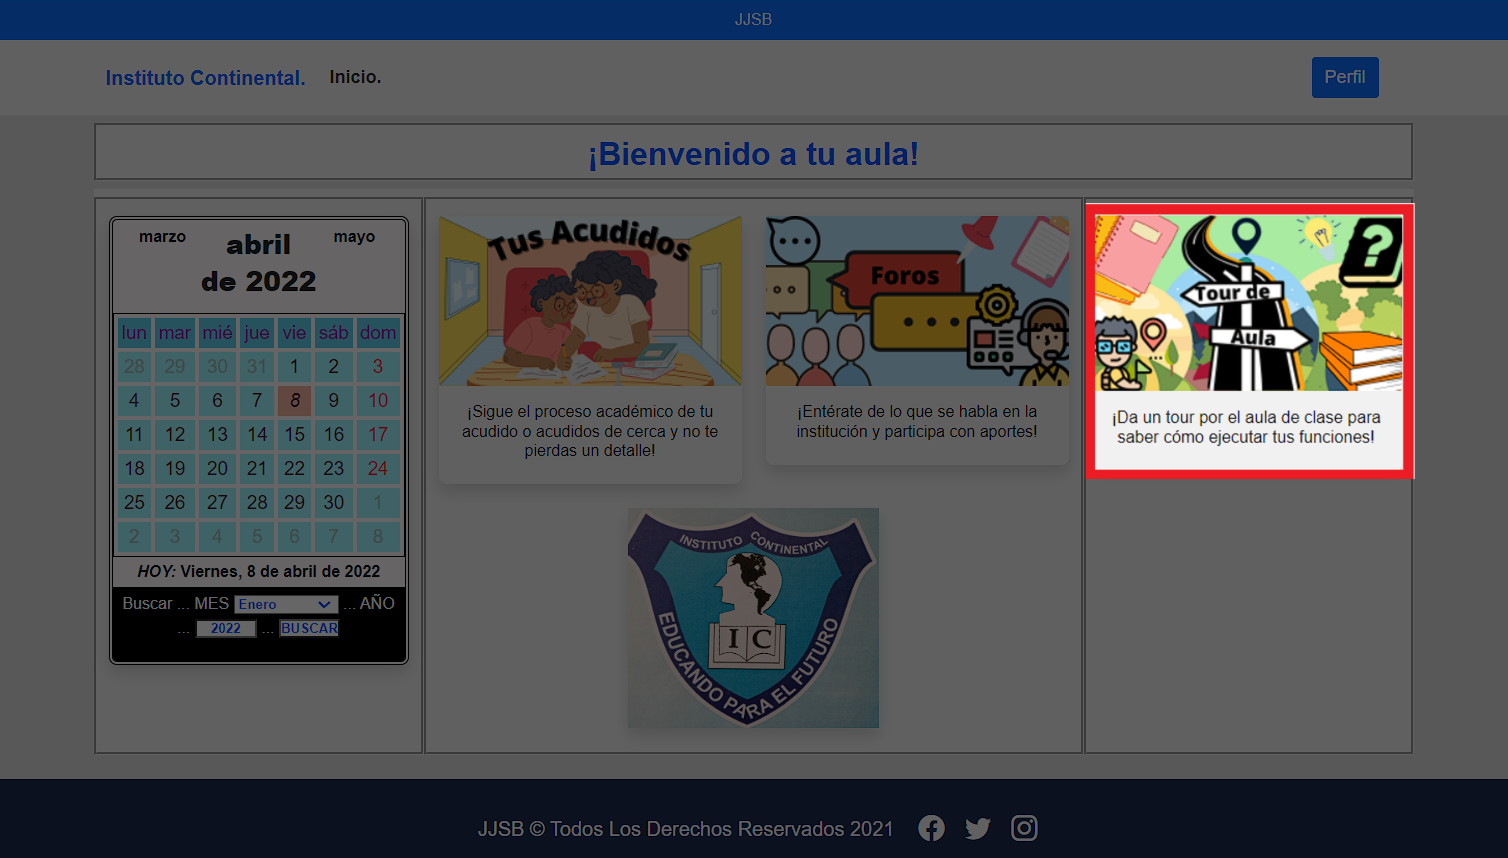 JJSB
Instituto Continental.
Inicio.
Perfil
¡Bienvenido a tu aula!
marzo
abril
de 2022
mayo
lun mar mié jue vie sáb dom
28 29 30 31 1 2 3
4 5 6 7 8 9 10
11 12 13 14 15 16 17
18 19 20 21 22 23 24
25 26 27 28 29 30 1
2 3 4 5 6 7 8
HOY: Viernes, 8 de abril de 2022
Buscar ... MES Enero ... AÑO
... 2022 ... BUSCAR
Tus Acudidos
¡Sigue el proceso académico de tu
acudido o acudidos de cerca y no te
pierdas un detalle!
Foros
¡Entérate de lo que se habla en la
institución y participa con aportes!
INSTITUTO CONTINENTAL
I C
EDUCANDO PARA EL FUTURO
?
Tour de
Aula
¡Da un tour por el aula de clase para
saber cómo ejecutar tus funciones!
JJSB © Todos Los Derechos Reservados 2021